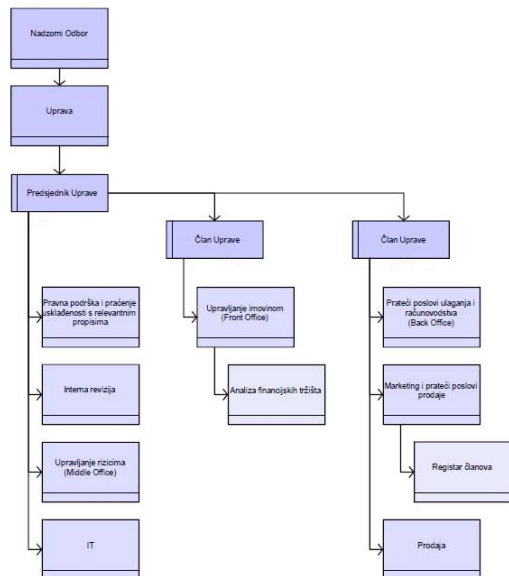 Nadzorni Odbor
Uprava
Predsjednik Uprave
Član Uprave
Član Uprave
Pravna podrška i praćenje
usklađenosti s relevantnim
propisima
Upravljanje imovinom
(Front Office)
Prateći poslovi ulaganja i
računovodstva
(Back Office)
Interna revizija
Analiza financijskih tržišta
Marketing i prateći poslovi
prodaje
Upravljanje rizicima
(Middle Office)
Registar članova
IT
Prodaja